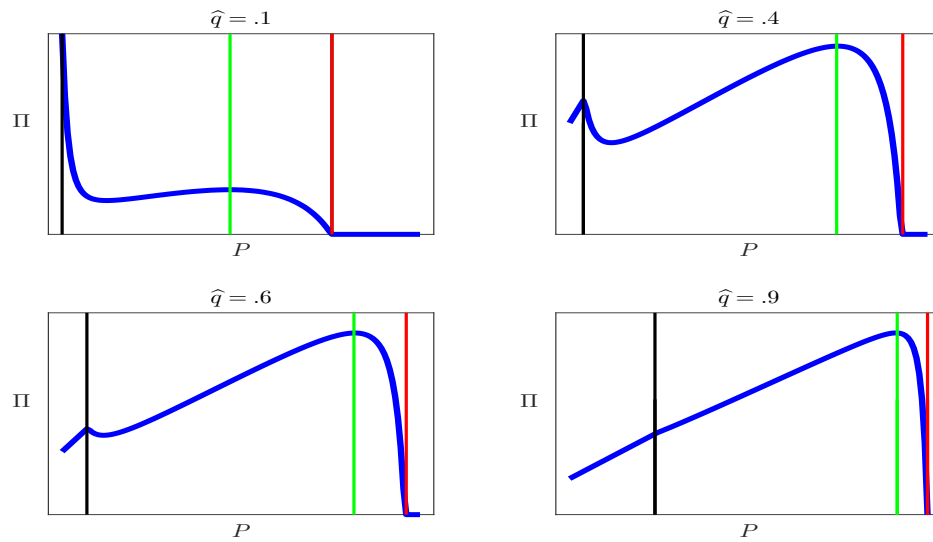 q̂ = .1
Π
P
q̂ = .4
Π
P
q̂ = .6
Π
P
q̂ = .9
Π
P